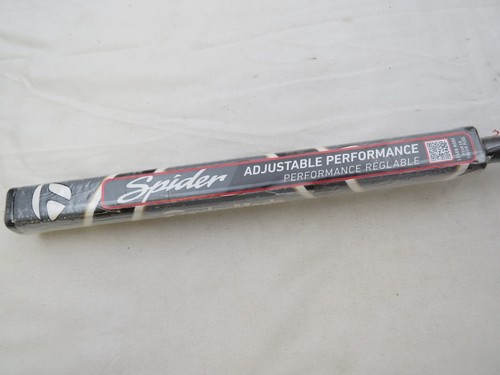 Spider
ADJUSTABLE PERFORMANCE
PERFORMANCE RÉGLABLE